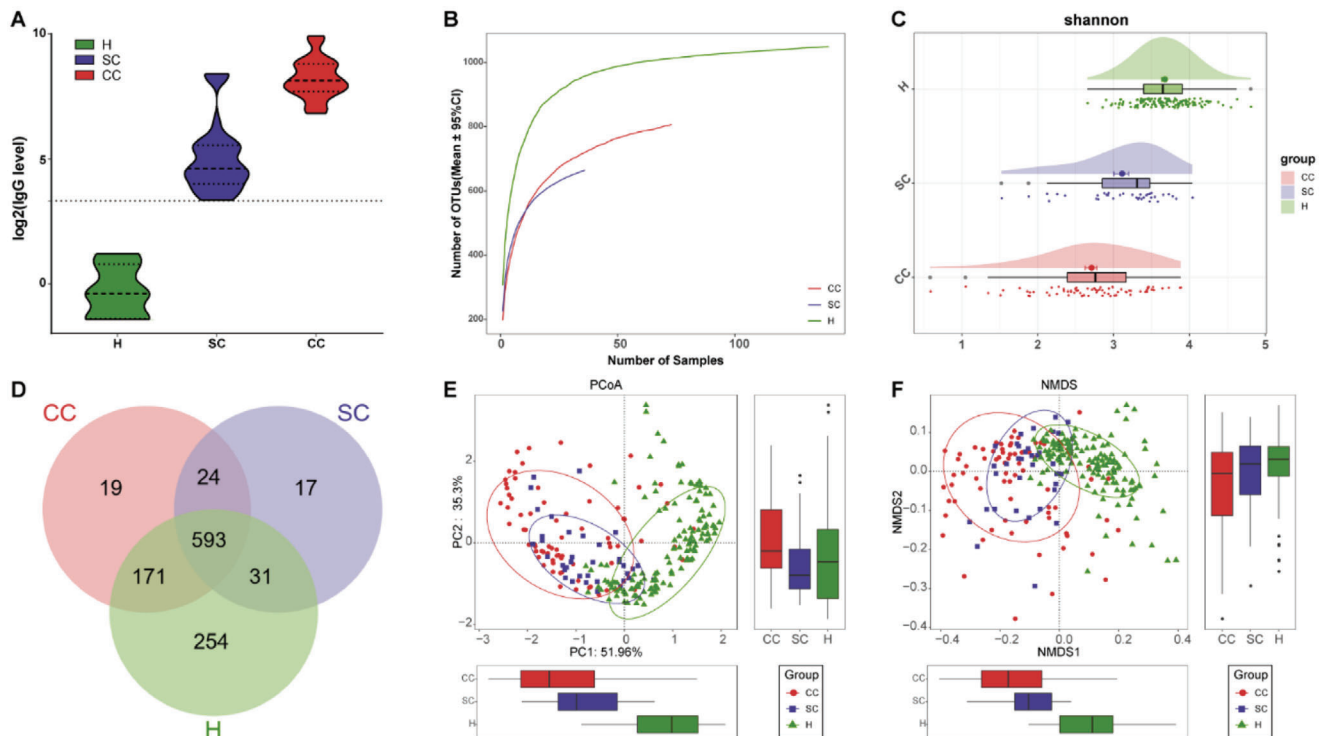 A
10
5
0
log2(IgG level)
H
SC
CC
H
SC
CC
B
1000
800
600
400
200
Number of OTUs(Mean ± 95%CI)
CC
SC
H
0
50
100
Number of Samples
C
shannon
H
SC
CC
1
2
3
4
5
group
CC
SC
H
D
CC
SC
19
24
17
593
171
31
254
H
E
PCoA
2
0
−2
PC2 : 35.3%
−3
−2
−1
0
1
2
PC1: 51.96%
CC
SC
H
CC
SC
H
Group
CC
SC
H
F
NMDS
0.1
0.0
−0.1
−0.2
−0.3
−0.4
NMDS2
−0.4
−0.2
0.0
0.2
0.4
NMDS1
CC
SC
H
CC
SC
H
Group
CC
SC
H